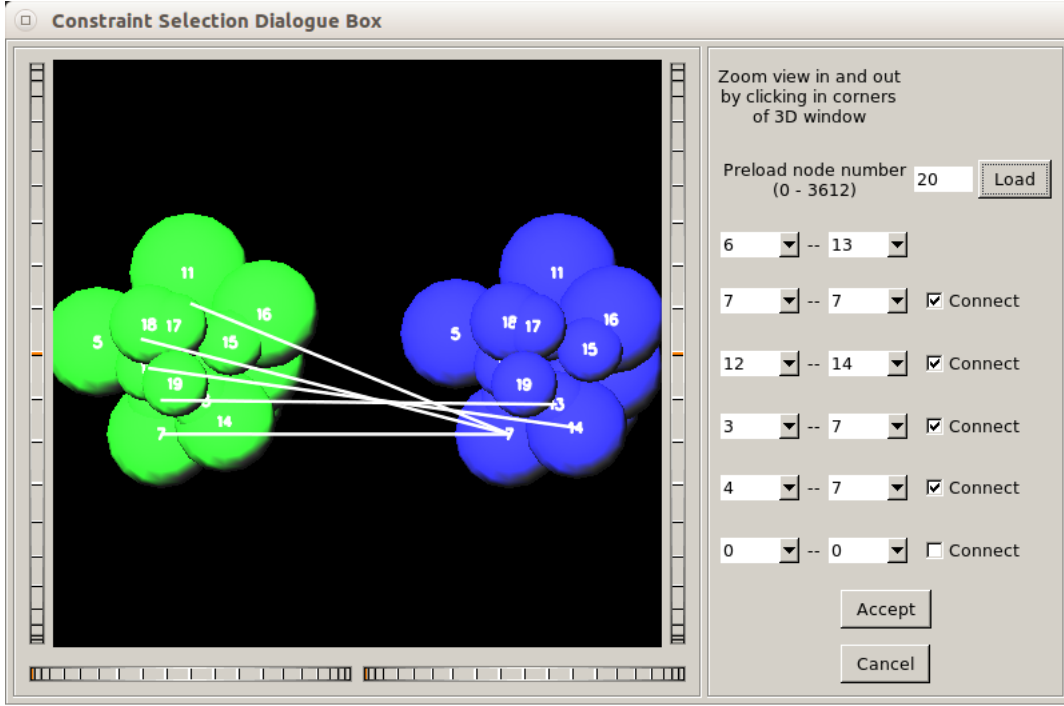 Constraint Selection Dialogue Box
Zoom view in and out
by clicking in corners
of 3D window
Preload node number
(0 - 3612)
20
Load
6 -- 13
7 -- 7 Connect
12 -- 14 Connect
3 -- 7 Connect
4 -- 7 Connect
0 -- 0 Connect
Accept
Cancel
11
16
18 17
15
5
19
14
7
11
16
18 17
5
15
19
13
14
7